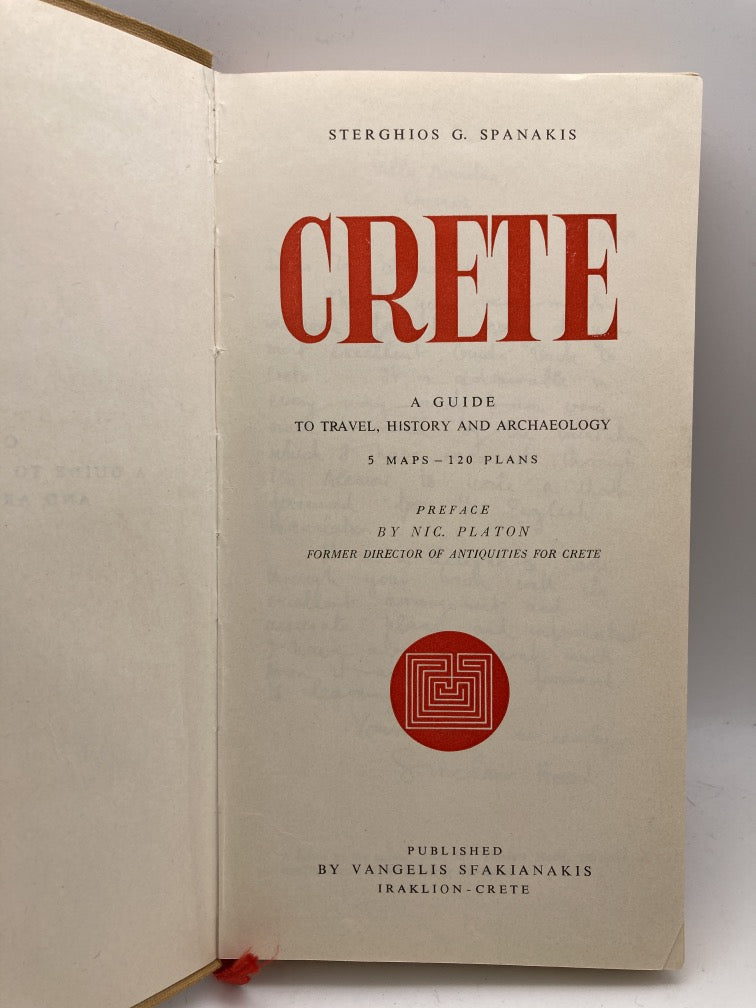 STERGHIOS G. SPANAKIS
CRETE
A GUIDE
TO TRAVEL, HISTORY AND ARCHAEOLOGY
5 MAPS – 120 PLANS
PREFACE
BY NIC. PLATON
FORMER DIRECTOR OF ANTIQUITIES FOR CRETE
PUBLISHED
BY VANGELIS SFAKIANAKIS
IRAKLION - CRETE